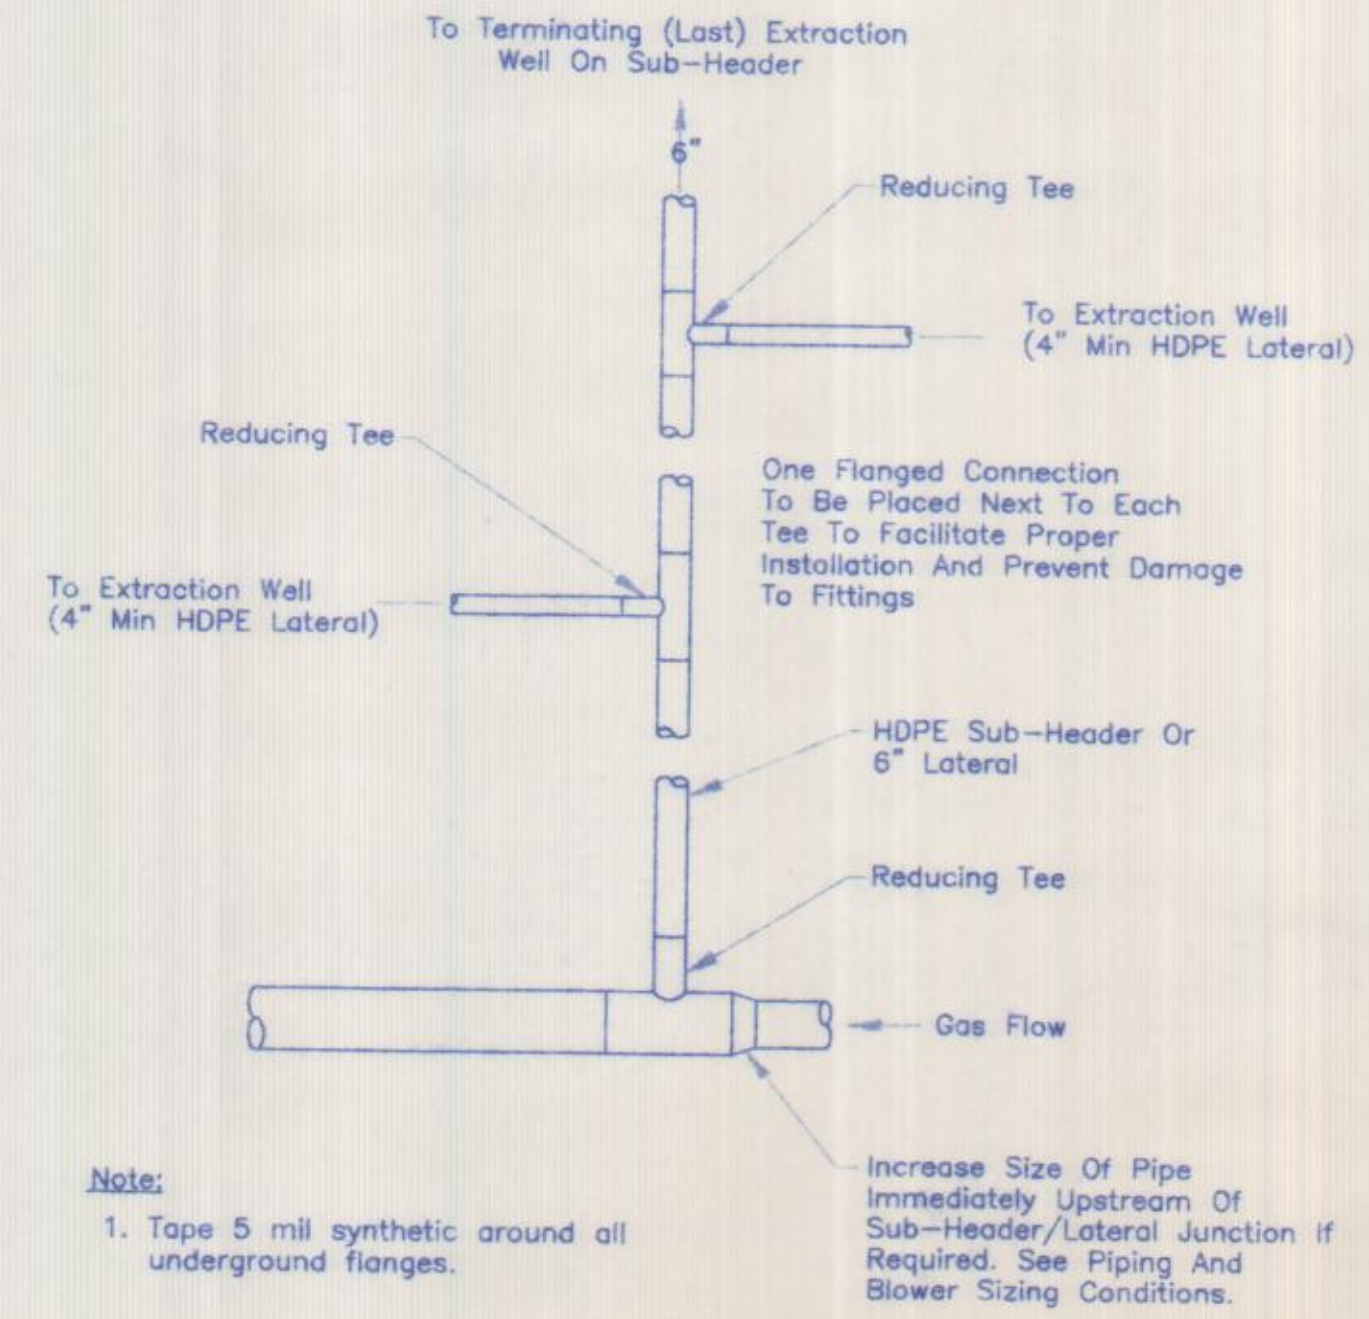 To Terminating (Last) Extraction
Well On Sub-Header
6"
Reducing Tee
To Extraction Well
(4" Min HDPE Lateral)
Reducing Tee
One Flanged Connection
To Be Placed Next To Each
Tee To Facilitate Proper
Installation And Prevent Damage
To Fittings
To Extraction Well
(4" Min HDPE Lateral)
HDPE Sub-Header Or
6" Lateral
Reducing Tee
Gas Flow
Increase Size Of Pipe
Immediately Upstream Of
Sub-Header/Lateral Junction If
Required. See Piping And
Blower Sizing Conditions.
Note:
1. Tape 5 mil synthetic around all
underground flanges.